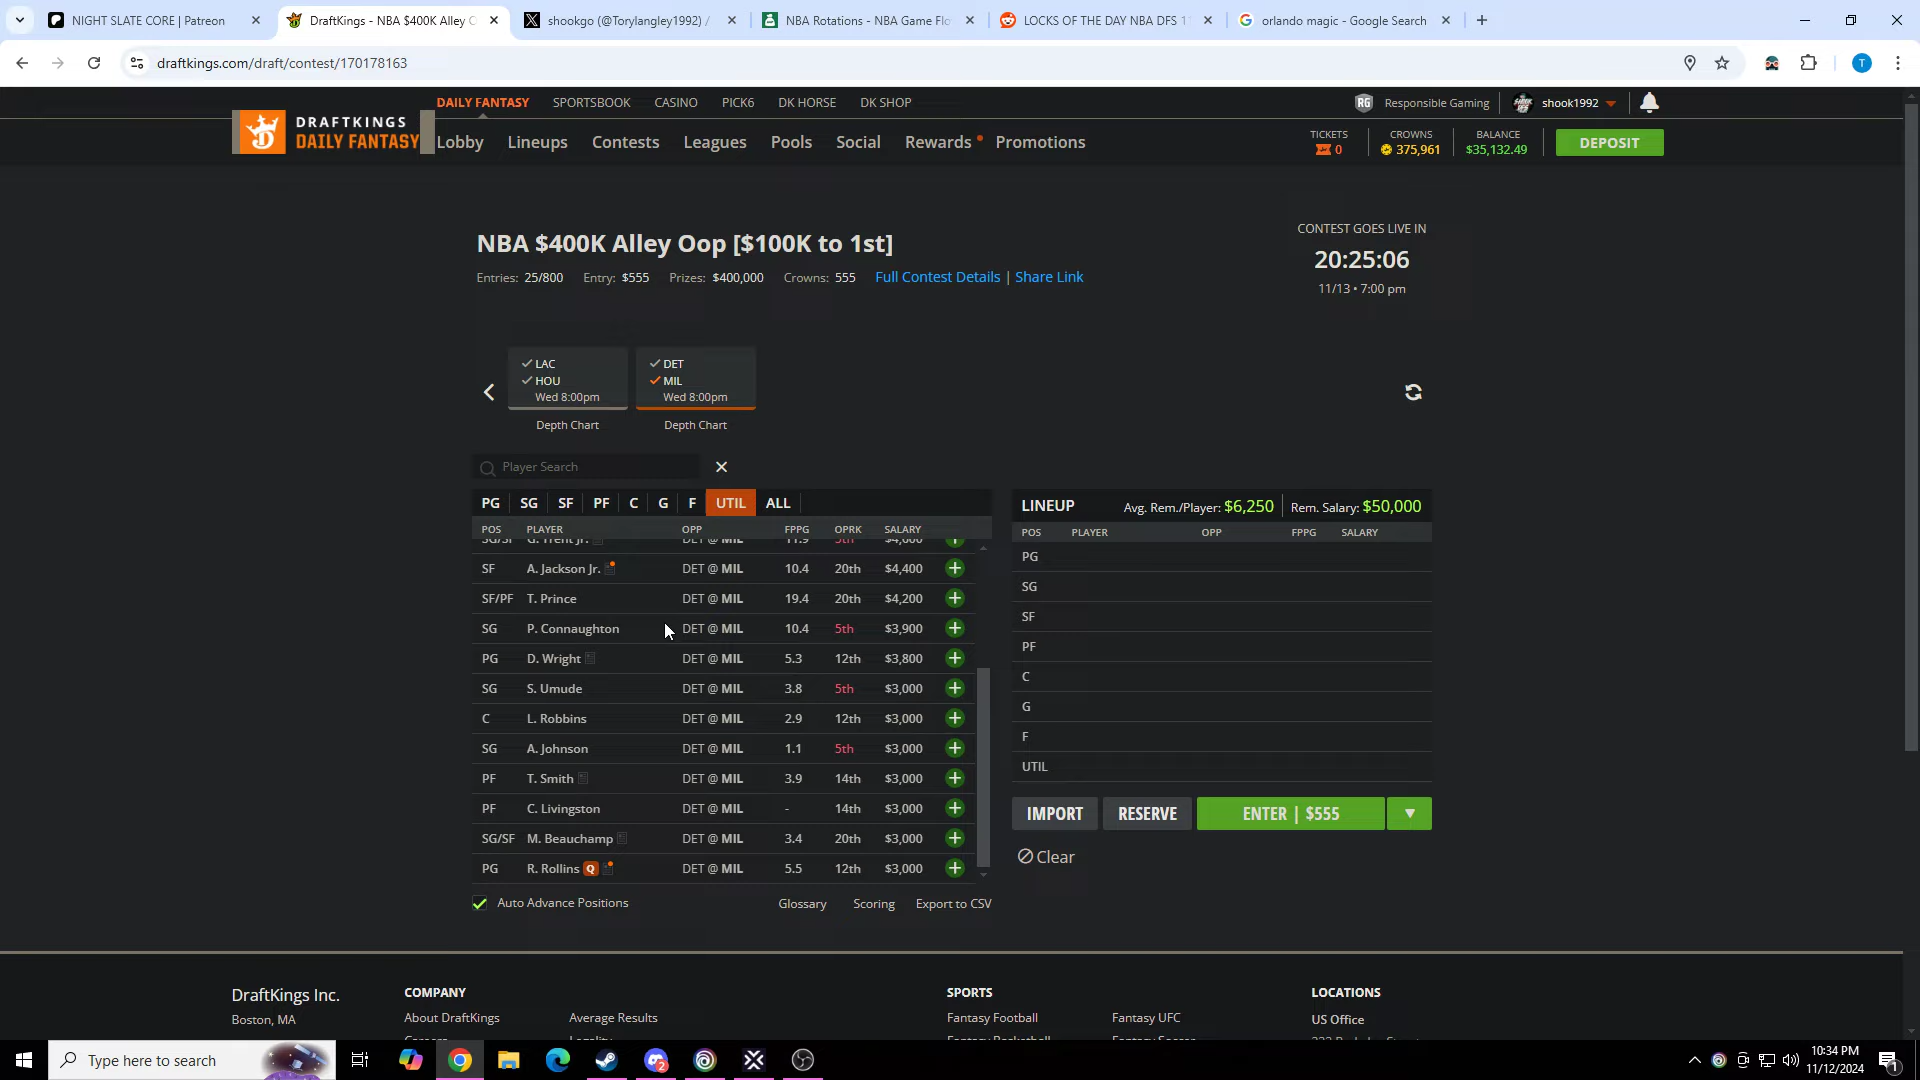 NIGHT SLATE CORE | Patreon
DraftKings - NBA $400K Alley O
shookgo (@Torylangley1992) /
NBA Rotations - NBA Game Flo
LOCKS OF THE DAY NBA DFS 1
orlando magic - Google Search
draftkings.com/draft/contest/170178163
T
DRAFTKINGS
DAILY FANTASY
DAILY FANTASY SPORTSBOOK CASINO PICK6 DK HORSE DK SHOP
RG Responsible Gaming shook1992
Lobby Lineups Contests Leagues Pools Social Rewards Promotions
TICKETS
0
CROWNS
375,961
BALANCE
$35,132.49
DEPOSIT
NBA $400K Alley Oop [$100K to 1st]
Entries: 25/800 Entry: $555 Prizes: $400,000 Crowns: 555 Full Contest Details | Share Link
CONTEST GOES LIVE IN
20:25:06
11/13 • 7:00 pm
LAC
HOU
Wed 8:00pm
Depth Chart
DET
MIL
Wed 8:00pm
Depth Chart
Player Search
PG SG SF PF C G F UTIL ALL
POS PLAYER OPP FPPG OPRK SALARY
SG/SF G. Trent Jr. DET @ MIL 11.9 5th $4,600
SF A. Jackson Jr. DET @ MIL 10.4 20th $4,400
SF/PF T. Prince DET @ MIL 19.4 20th $4,200
SG P. Connaughton DET @ MIL 10.4 5th $3,900
PG D. Wright DET @ MIL 5.3 12th $3,800
SG S. Umude DET @ MIL 3.8 5th $3,000
C L. Robbins DET @ MIL 2.9 12th $3,000
SG A. Johnson DET @ MIL 1.1 5th $3,000
PF T. Smith DET @ MIL 3.9 14th $3,000
PF C. Livingston DET @ MIL - 14th $3,000
SG/SF M. Beauchamp DET @ MIL 3.4 20th $3,000
PG R. Rollins Q DET @ MIL 5.5 12th $3,000
Auto Advance Positions
Glossary Scoring Export to CSV
LINEUP Avg. Rem./Player: $6,250 Rem. Salary: $50,000
POS PLAYER OPP FPPG SALARY
PG
SG
SF
PF
C
G
F
UTIL
IMPORT RESERVE ENTER | $555
Clear
DraftKings Inc.
Boston, MA
COMPANY
About DraftKings
Average Results
SPORTS
Fantasy Football
Fantasy UFC
LOCATIONS
US Office
Type here to search
2
10:34 PM
11/12/2024
1